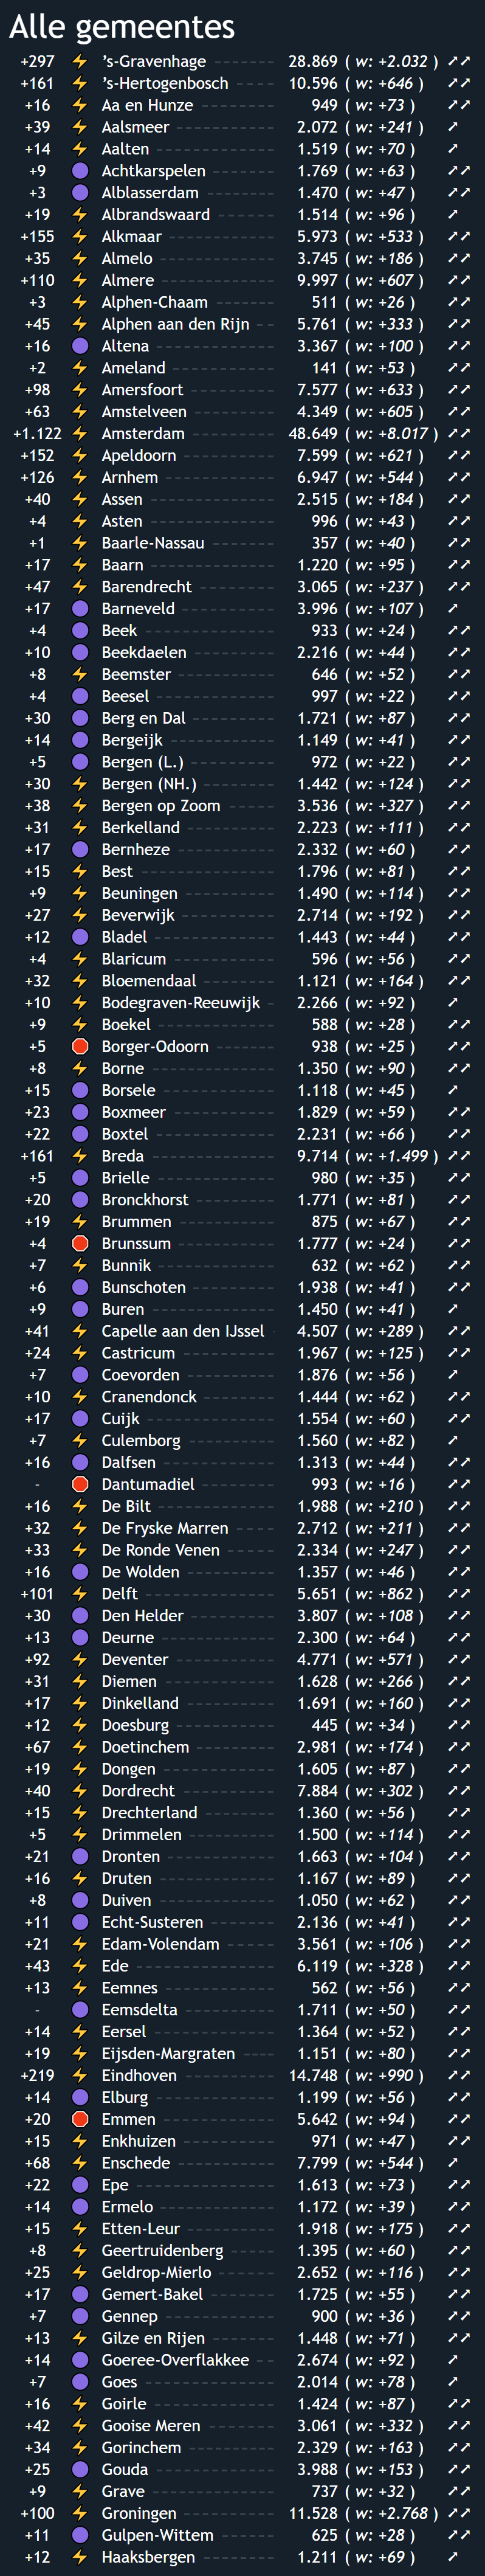 Alle gemeentes
+297 ’s-Gravenhage 28.869 ( w: +2.032 )
+161 ’s-Hertogenbosch 10.596 ( w: +646 )
+16 Aa en Hunze 949 ( w: +73 )
+39 Aalsmeer 2.072 ( w: +241 )
+14 Aalten 1.519 ( w: +70 )
+9 Achtkarspelen 1.769 ( w: +63 )
+3 Alblasserdam 1.470 ( w: +47 )
+19 Albrandswaard 1.514 ( w: +96 )
+155 Alkmaar 5.973 ( w: +533 )
+35 Almelo 3.745 ( w: +186 )
+110 Almere 9.997 ( w: +607 )
+3 Alphen-Chaam 511 ( w: +26 )
+45 Alphen aan den Rijn 5.761 ( w: +333 )
+16 Altena 3.367 ( w: +100 )
+2 Ameland 141 ( w: +53 )
+98 Amersfoort 7.577 ( w: +633 )
+63 Amstelveen 4.349 ( w: +605 )
+1.122 Amsterdam 48.649 ( w: +8.017 )
+152 Apeldoorn 7.599 ( w: +621 )
+126 Arnhem 6.947 ( w: +544 )
+40 Assen 2.515 ( w: +184 )
+4 Asten 996 ( w: +43 )
+1 Baarle-Nassau 357 ( w: +40 )
+17 Baarn 1.220 ( w: +95 )
+47 Barendrecht 3.065 ( w: +237 )
+17 Barneveld 3.996 ( w: +107 )
+4 Beek 933 ( w: +24 )
+10 Beekdaelen 2.216 ( w: +44 )
+8 Beemster 646 ( w: +52 )
+4 Beesel 997 ( w: +22 )
+30 Berg en Dal 1.721 ( w: +87 )
+14 Bergeijk 1.149 ( w: +41 )
+5 Bergen (L.) 972 ( w: +22 )
+30 Bergen (NH.) 1.442 ( w: +124 )
+38 Bergen op Zoom 3.536 ( w: +327 )
+31 Berkelland 2.223 ( w: +111 )
+17 Bernheze 2.332 ( w: +60 )
+15 Best 1.796 ( w: +81 )
+9 Beuningen 1.490 ( w: +114 )
+27 Beverwijk 2.714 ( w: +192 )
+12 Bladel 1.443 ( w: +44 )
+4 Blaricum 596 ( w: +56 )
+32 Bloemendaal 1.121 ( w: +164 )
+10 Bodegraven-Reeuwijk 2.266 ( w: +92 )
+9 Boekel 588 ( w: +28 )
+5 Borger-Odoorn 938 ( w: +25 )
+8 Borne 1.350 ( w: +90 )
+15 Borsele 1.118 ( w: +45 )
+23 Boxmeer 1.829 ( w: +59 )
+22 Boxtel 2.231 ( w: +66 )
+161 Breda 9.714 ( w: +1.499 )
+5 Brielle 980 ( w: +35 )
+20 Bronckhorst 1.771 ( w: +81 )
+19 Brummen 875 ( w: +67 )
+4 Brunssum 1.777 ( w: +24 )
+7 Bunnik 632 ( w: +62 )
+6 Bunschoten 1.938 ( w: +41 )
+9 Buren 1.450 ( w: +41 )
+41 Capelle aan den IJssel 4.507 ( w: +289 )
+24 Castricum 1.967 ( w: +125 )
+7 Coevorden 1.876 ( w: +56 )
+10 Cranendonck 1.444 ( w: +62 )
+17 Cuijk 1.554 ( w: +60 )
+7 Culemborg 1.560 ( w: +82 )
+16 Dalfsen 1.313 ( w: +44 )
- Dantumadiel 993 ( w: +16 )
+16 De Bilt 1.988 ( w: +210 )
+32 De Fryske Marren 2.712 ( w: +211 )
+33 De Ronde Venen 2.334 ( w: +247 )
+16 De Wolden 1.357 ( w: +46 )
+101 Delft 5.651 ( w: +862 )
+30 Den Helder 3.807 ( w: +108 )
+13 Deurne 2.300 ( w: +64 )
+92 Deventer 4.771 ( w: +571 )
+31 Diemen 1.628 ( w: +266 )
+17 Dinkelland 1.691 ( w: +160 )
+12 Doesburg 445 ( w: +34 )
+67 Doetinchem 2.981 ( w: +174 )
+19 Dongen 1.605 ( w: +87 )
+40 Dordrecht 7.884 ( w: +302 )
+15 Drechterland 1.360 ( w: +56 )
+5 Drimmelen 1.500 ( w: +114 )
+21 Dronten 1.663 ( w: +104 )
+16 Druten 1.167 ( w: +89 )
+8 Duiven 1.050 ( w: +62 )
+11 Echt-Susteren 2.136 ( w: +41 )
+21 Edam-Volendam 3.561 ( w: +106 )
+43 Ede 6.119 ( w: +328 )
+13 Eemnes 562 ( w: +56 )
- Eemsdelta 1.711 ( w: +50 )
+14 Eersel 1.364 ( w: +52 )
+19 Eijsden-Margraten 1.151 ( w: +80 )
+219 Eindhoven 14.748 ( w: +990 )
+14 Elburg 1.199 ( w: +56 )
+20 Emmen 5.642 ( w: +94 )
+15 Enkhuizen 971 ( w: +47 )
+68 Enschede 7.799 ( w: +544 )
+22 Epe 1.613 ( w: +73 )
+14 Ermelo 1.172 ( w: +39 )
+15 Etten-Leur 1.918 ( w: +175 )
+8 Geertruidenberg 1.395 ( w: +60 )
+25 Geldrop-Mierlo 2.652 ( w: +116 )
+17 Gemert-Bakel 1.725 ( w: +55 )
+7 Gennep 900 ( w: +36 )
+13 Gilze en Rijen 1.448 ( w: +71 )
+14 Goeree-Overflakkee 2.674 ( w: +92 )
+7 Goes 2.014 ( w: +78 )
+16 Goirle 1.424 ( w: +87 )
+42 Gooise Meren 3.061 ( w: +332 )
+34 Gorinchem 2.329 ( w: +163 )
+25 Gouda 3.988 ( w: +153 )
+9 Grave 737 ( w: +32 )
+100 Groningen 11.528 ( w: +2.768 )
+11 Gulpen-Wittem 625 ( w: +28 )
+12 Haaksbergen 1.211 ( w: +69 )